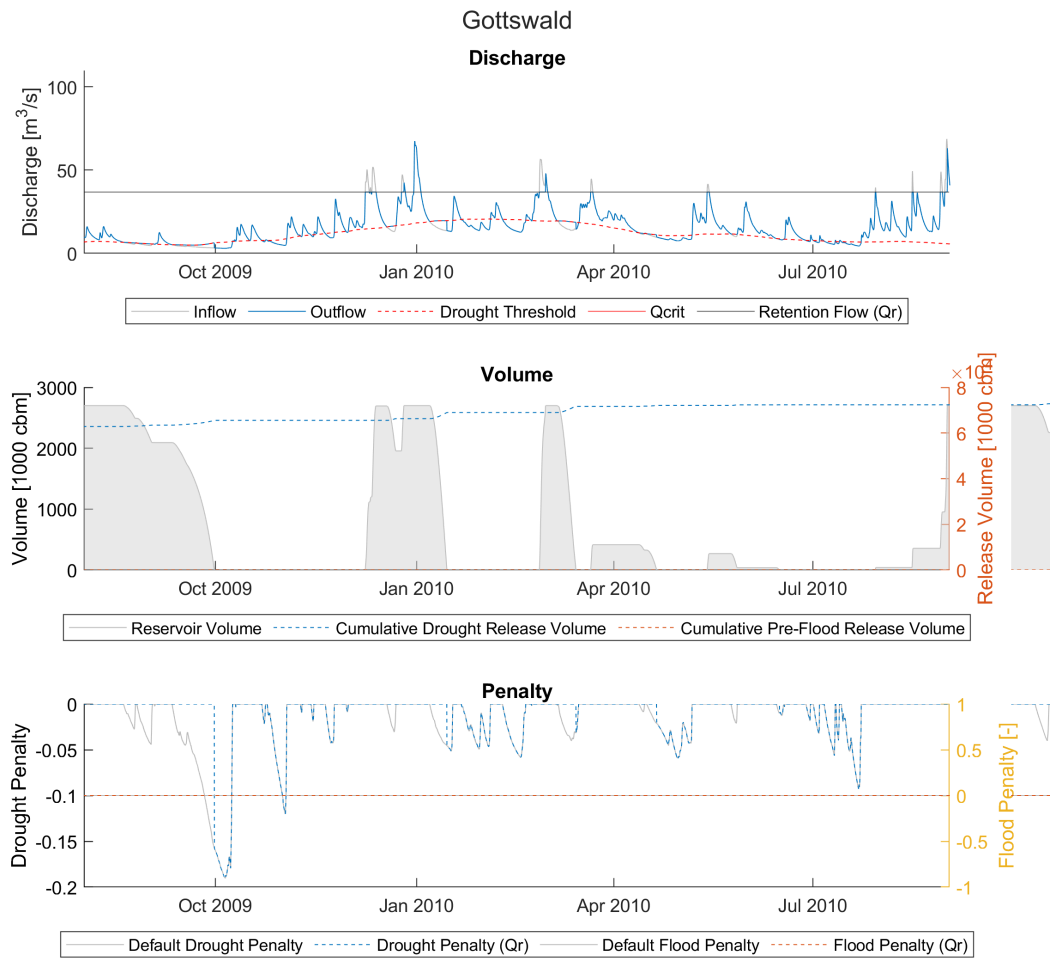 Gottswald
Discharge
Discharge [m³/s]
100
50
0
Oct 2009 Jan 2010 Apr 2010 Jul 2010
Inflow Outflow Drought Threshold Qcrit Retention Flow (Qr)
Volume
Volume [1000 cbm]
3000
2000
1000
0
×10
8
6
4
2
0
Release Volume [1000 cbm]
Oct 2009 Jan 2010 Apr 2010 Jul 2010
Reservoir Volume Cumulative Drought Release Volume Cumulative Pre-Flood Release Volume
Penalty
Drought Penalty
0
-0.05
-0.1
-0.15
-0.2
1
0.5
0
-0.5
-1
Flood Penalty [-]
Oct 2009 Jan 2010 Apr 2010 Jul 2010
Default Drought Penalty Drought Penalty (Qr) Default Flood Penalty Flood Penalty (Qr)